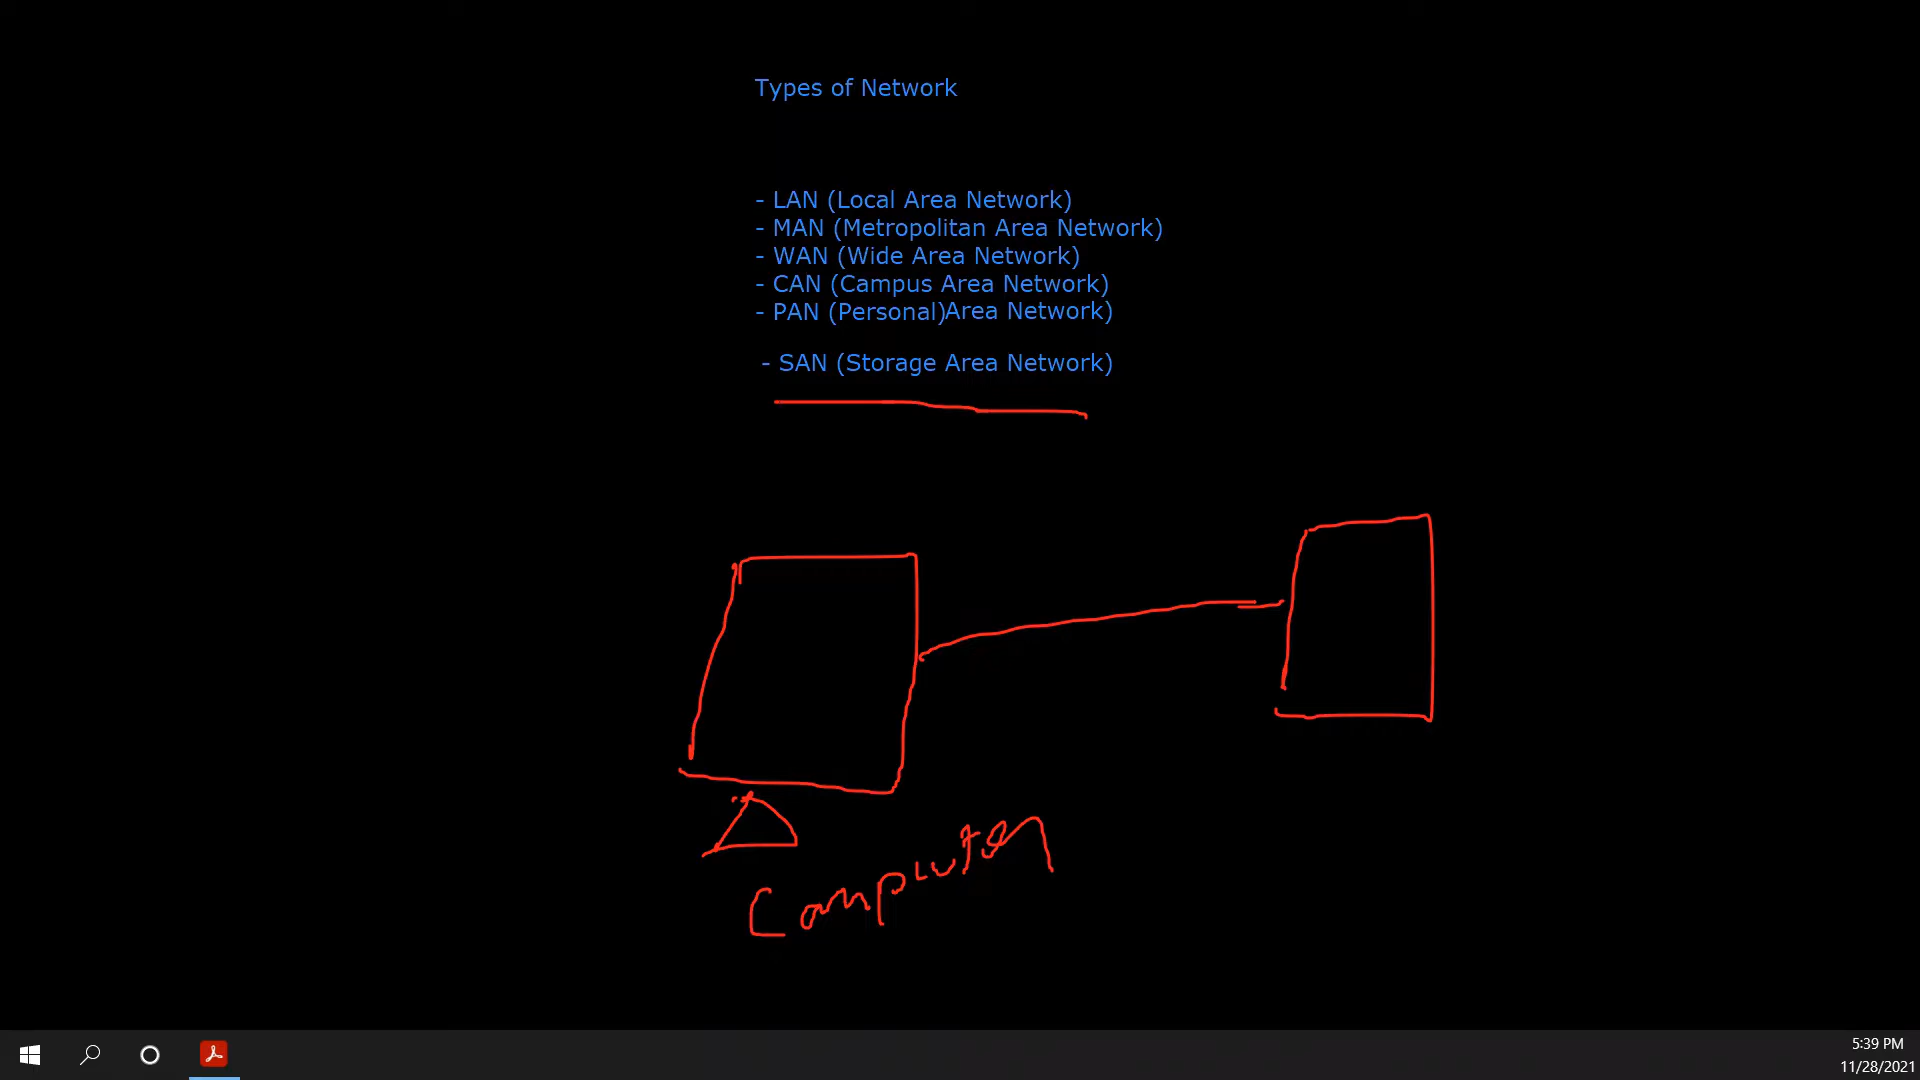 Types of Network
- LAN (Local Area Network)
- MAN (Metropolitan Area Network)
- WAN (Wide Area Network)
- CAN (Campus Area Network)
- PAN (Personal)Area Network)
- SAN (Storage Area Network)
Computer
5:39 PM
11/28/2021